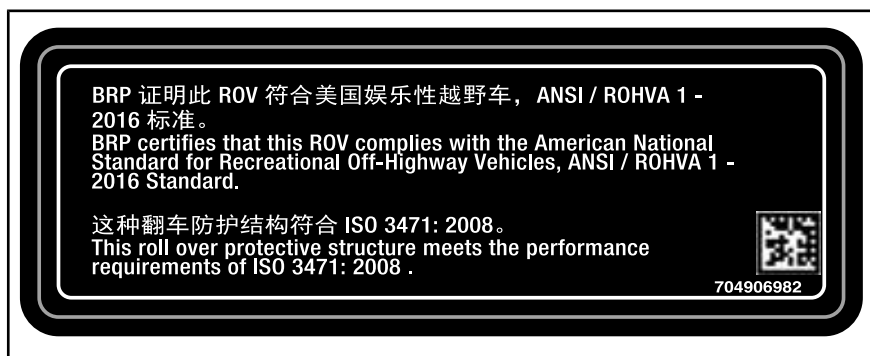 BRP 证明此 ROV 符合美国娱乐性越野车，ANSI / ROHVA 1 -
2016 标准。
BRP certifies that this ROV complies with the American National
Standard for Recreational Off-Highway Vehicles, ANSI / ROHVA 1 -
2016 Standard.
这种翻车防护结构符合 ISO 3471: 2008。
This roll over protective structure meets the performance
requirements of ISO 3471: 2008 .
704906982